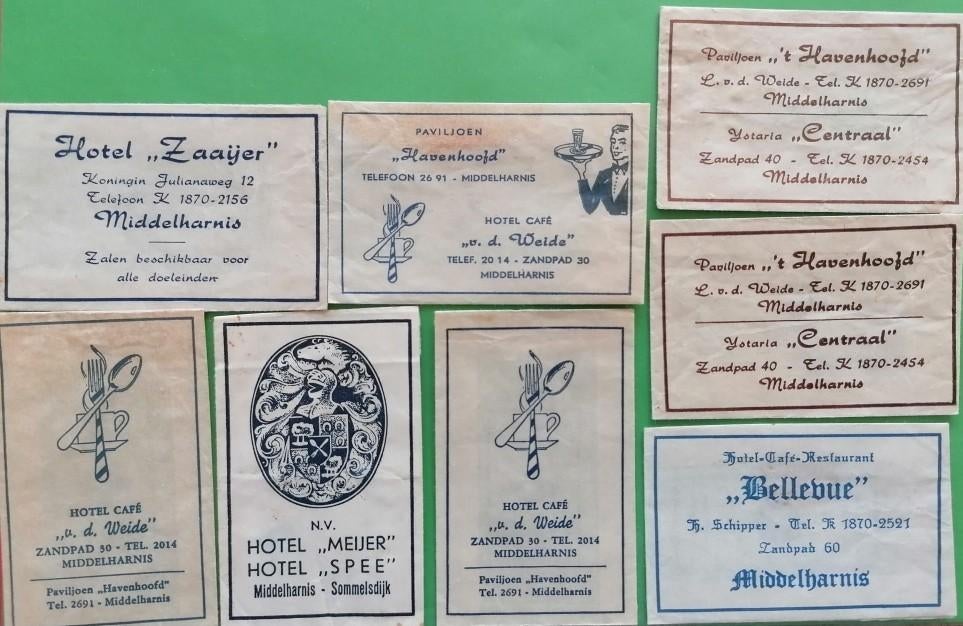 Hotel „Zaaijer”
Koningin Julianaweg 12
Telefoon K 1870-2156
Middelharnis
Zalen beschikbaar voor
alle doeleinden
PAVILJOEN
„Havenhoofd”
TELEFOON 26 91 - MIDDELHARNIS
HOTEL CAFÉ
„v. d. Weide”
TELEF. 20 14 - ZANDPAD 30
MIDDELHARNIS
Paviljoen „'t Havenhoofd”
L. v. d. Weide - Tel. K 1870-2691
Middelharnis
Ystaria „Centraal”
Zandpad 40 - Tel. K 1870-2454
Middelharnis
Paviljoen „'t Havenhoofd”
L. v. d. Weide - Tel. K 1870-2691
Middelharnis
Ystaria „Centraal”
Zandpad 40 - Tel. K 1870-2454
Middelharnis
HOTEL CAFÉ
„v. d. Weide”
ZANDPAD 30 - TEL. 2014
MIDDELHARNIS
Paviljoen „Havenhoofd”
Tel. 2691 - Middelharnis
N.V.
HOTEL „MEIJER”
HOTEL „SPEE”
Middelharnis - Sommelsdijk
HOTEL CAFÉ
„v. d. Weide”
ZANDPAD 30 - TEL. 2014
MIDDELHARNIS
Paviljoen „Havenhoofd”
Tel. 2691 - Middelharnis
Hotel-Café-Restaurant
„Bellevue”
H. Schipper - Tel. K 1870-2521
Zandpad 60
Middelharnis